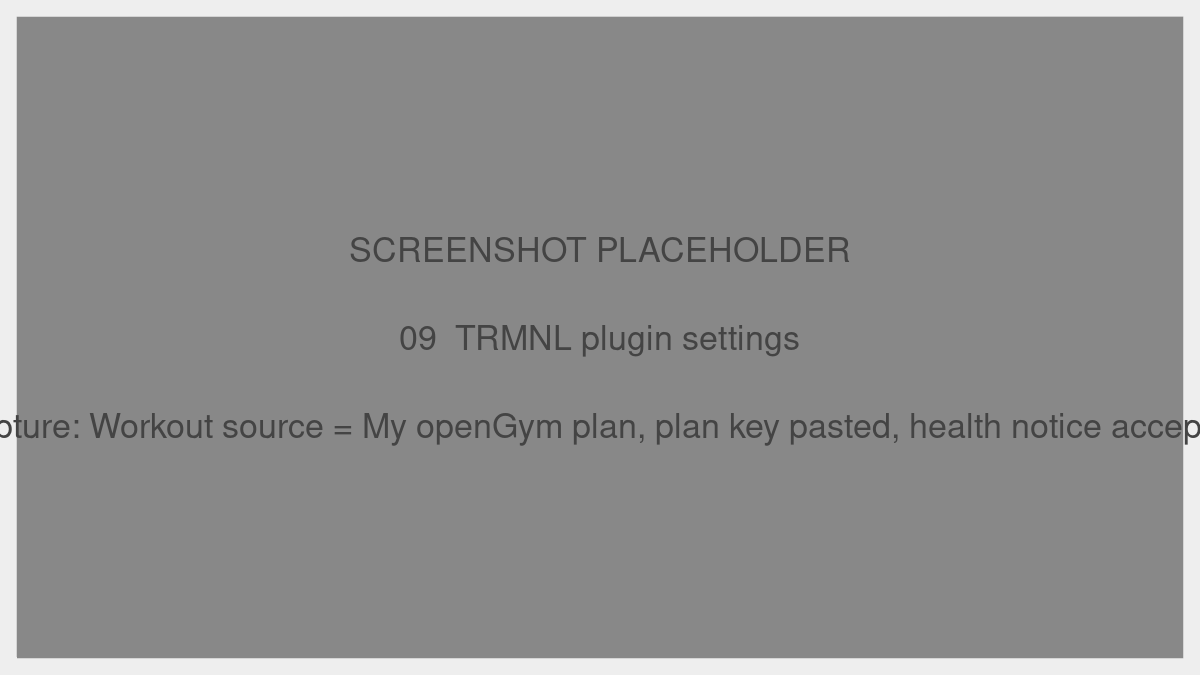 SCREENSHOT PLACEHOLDER
09 TRMNL plugin settings
Workout source = My openGym plan, plan key pasted, health notice